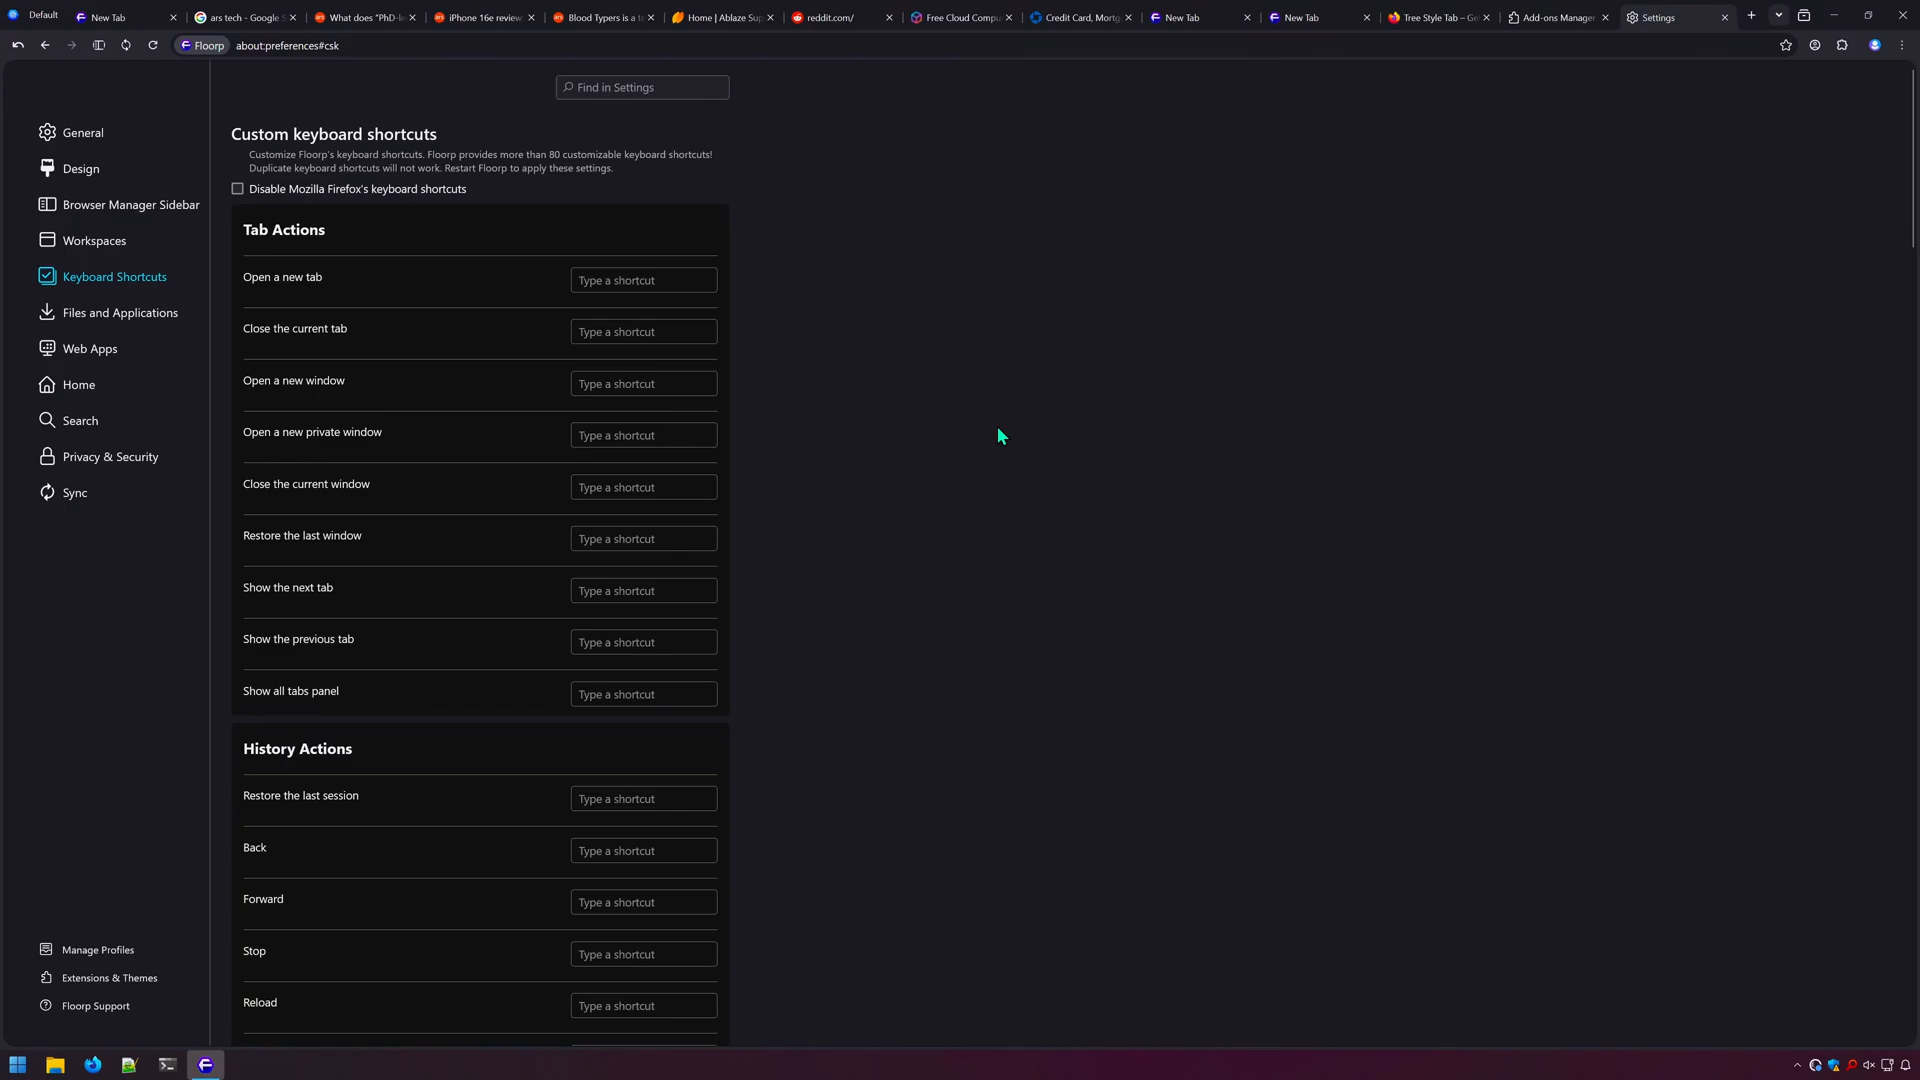 Default
New Tab
ars tech - Google S
What does "PhD-le
iPhone 16e review:
Blood Typers is a te
Home | Ablaze Sup
reddit.com/
Free Cloud Compu
Credit Card, Mortg
New Tab
New Tab
Tree Style Tab – Ge
Add-ons Manager
Settings
Floorp
about:preferences#csk
Find in Settings
General
Design
Browser Manager Sidebar
Workspaces
Keyboard Shortcuts
Files and Applications
Web Apps
Home
Search
Privacy & Security
Sync
Manage Profiles
Extensions & Themes
Floorp Support
Custom keyboard shortcuts
Customize Floorp's keyboard shortcuts. Floorp provides more than 80 customizable keyboard shortcuts!
Duplicate keyboard shortcuts will not work. Restart Floorp to apply these settings.
Disable Mozilla Firefox's keyboard shortcuts
Tab Actions
Open a new tab
Type a shortcut
Close the current tab
Type a shortcut
Open a new window
Type a shortcut
Open a new private window
Type a shortcut
Close the current window
Type a shortcut
Restore the last window
Type a shortcut
Show the next tab
Type a shortcut
Show the previous tab
Type a shortcut
Show all tabs panel
Type a shortcut
History Actions
Restore the last session
Type a shortcut
Back
Type a shortcut
Forward
Type a shortcut
Stop
Type a shortcut
Reload
Type a shortcut